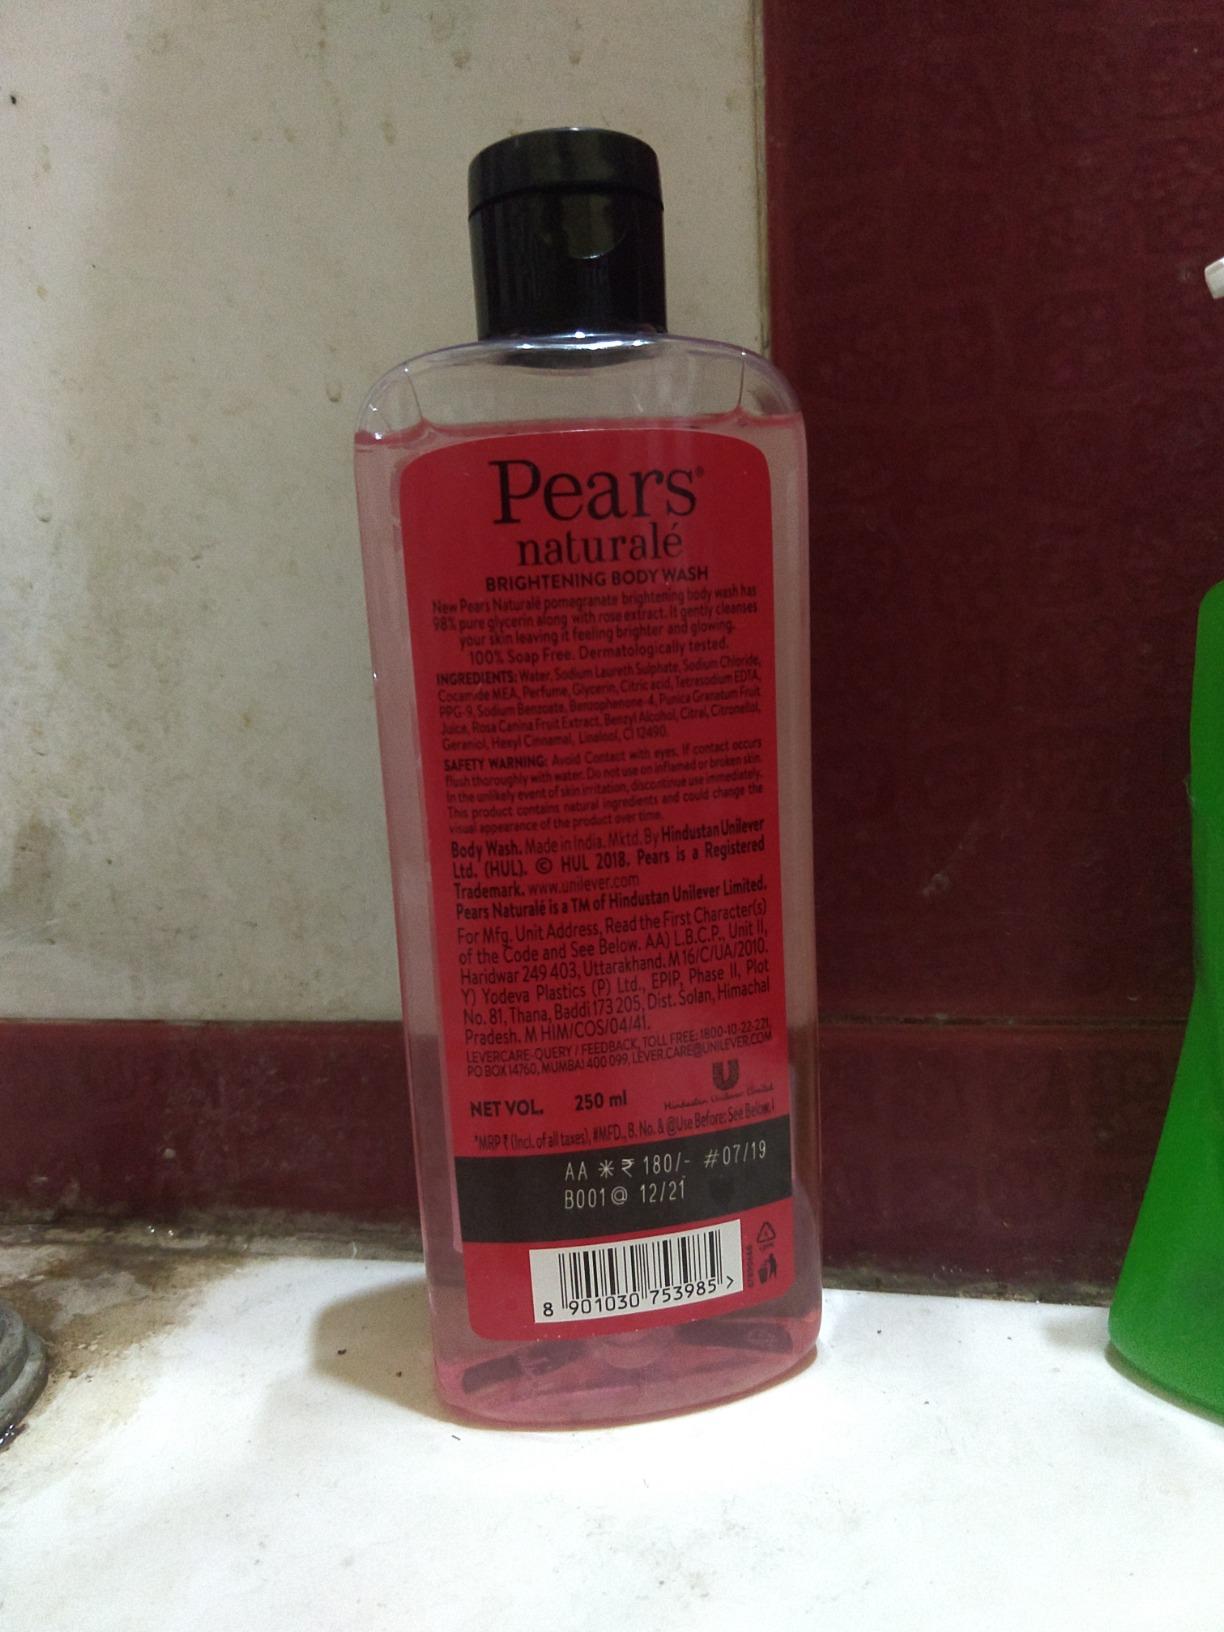 Pears®
naturalé
BRIGHTENING BODY WASH
New Pears Naturalé pomegranate brightening body wash has
98% pure glycerin along with rose extract. It gently cleanses
your skin leaving it feeling brighter and glowing.
100% Soap Free. Dermatologically tested.
INGREDIENTS: Water, Sodium Laureth Sulphate, Sodium Chloride,
Cocamide MEA, Perfume, Glycerin, Citric acid, Tetresodium EDTA,
PPG-9, Sodium Benzoate, Benzophenone-4, Punica Granatum Fruit
Juice, Rosa Canina Fruit Extract, Benzyl Alcohol, Citral, Citronellol,
Geraniol, Hexyl Cinnamal, Linalool, CI 12490.
SAFETY WARNING: Avoid Contact with eyes. If contact occurs
flush thoroughly with water. Do not use on inflamed or broken skin.
In the unlikely event of skin irritation, discontinue use immediately.
This product contains natural ingredients and could change the
visual appearance of the product over time.
Body Wash. Made in India. Mktd. By Hindustan Unilever
Ltd. (HUL). © HUL 2018. Pears is a Registered
Trademark. www.unilever.com
Pears Naturalé is a TM of Hindustan Unilever Limited.
For Mfg. Unit Address, Read the First Character(s)
of the Code and See Below. AA) L.B.C.P., Unit II,
Haridwar 249 403, Uttarakhand. M 16/C/UA/2010.
Y) Yodeva Plastics (P) Ltd., EPIP, Phase II, Plot
No. 81, Thana, Baddi 173 205, Dist. Solan, Himachal
Pradesh. M HIM/COS/04/41.
LEVERCARE-QUERY / FEEDBACK, TOLL FREE: 1800-10-22-221,
PO BOX 14760, MUMBAI 400 099, LEVER.CARE@UNILEVER.COM
NET VOL. 250 ml
Hindustan Unilever Limited
*MRP ₹ (Incl. of all taxes), #MFD., B. No. & @Use Before: See Below.
AA *₹ 180/- #07/19
B001@ 12/21
8 901030 753985 >